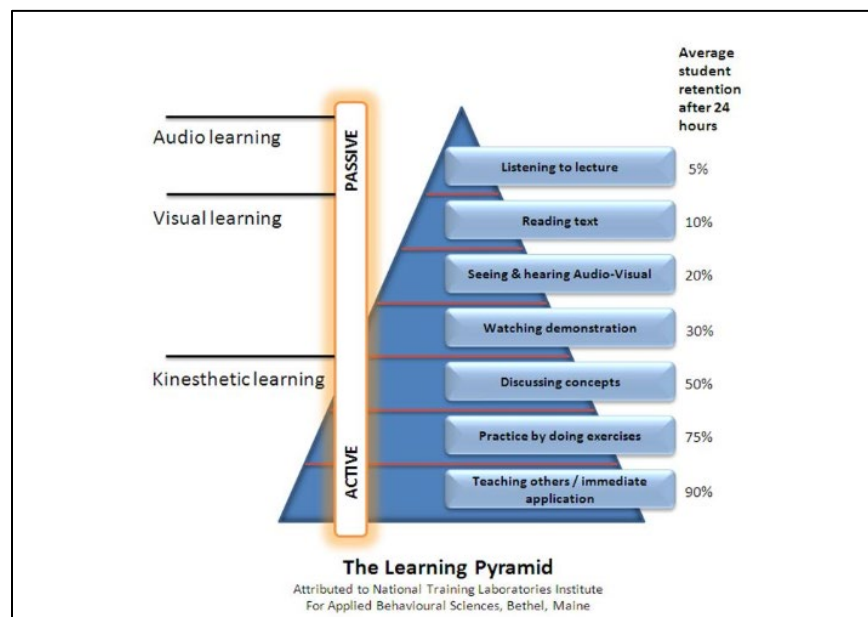 Average
student
retention
after 24
hours
Audio learning
Visual learning
Kinesthetic learning
PASSIVE
ACTIVE
Listening to lecture 5%
Reading text 10%
Seeing & hearing Audio-Visual 20%
Watching demonstration 30%
Discussing concepts 50%
Practice by doing exercises 75%
Teaching others / immediate
application 90%
The Learning Pyramid
Attributed to National Training Laboratories Institute
For Applied Behavioural Sciences, Bethel, Maine